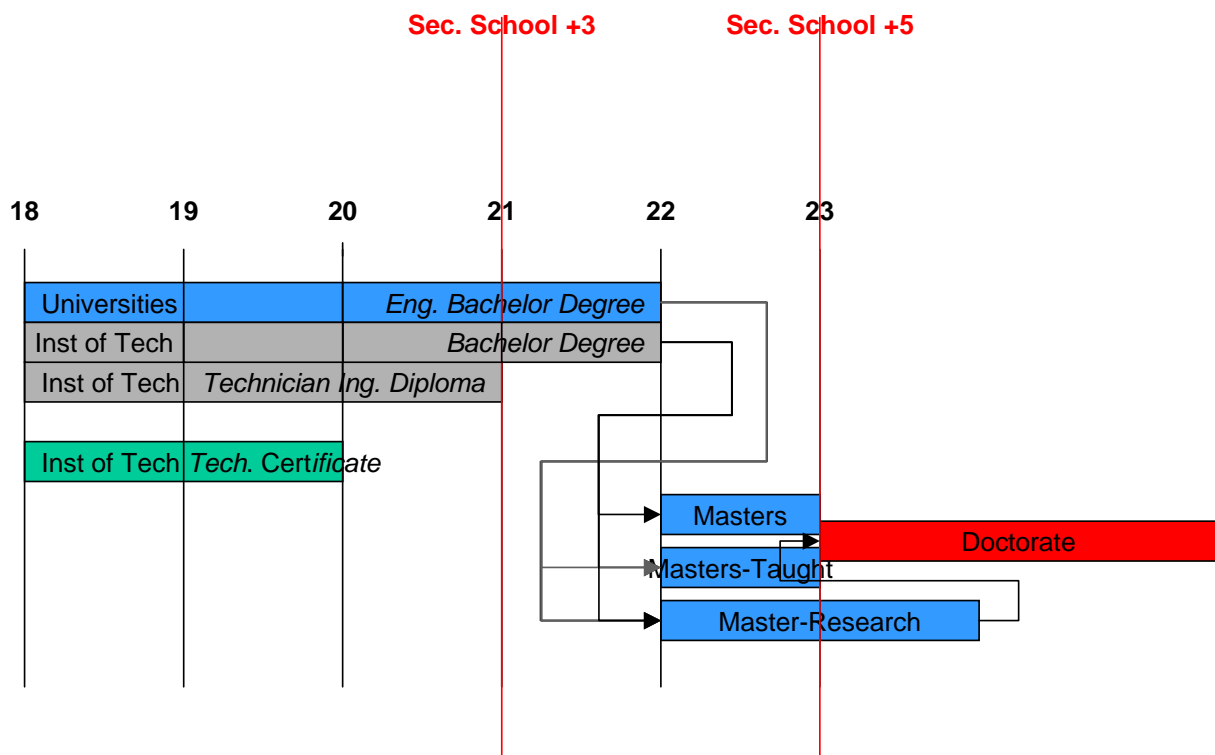 Sec. School +3
Sec. School +5
18
19
20
21
22
23
Universities
Eng. Bachelor Degree
Inst of Tech
Bachelor Degree
Inst of Tech
Technician Ing. Diploma
Inst of Tech
Tech. Certificate
Masters
Doctorate
Masters-Taught
Master-Research